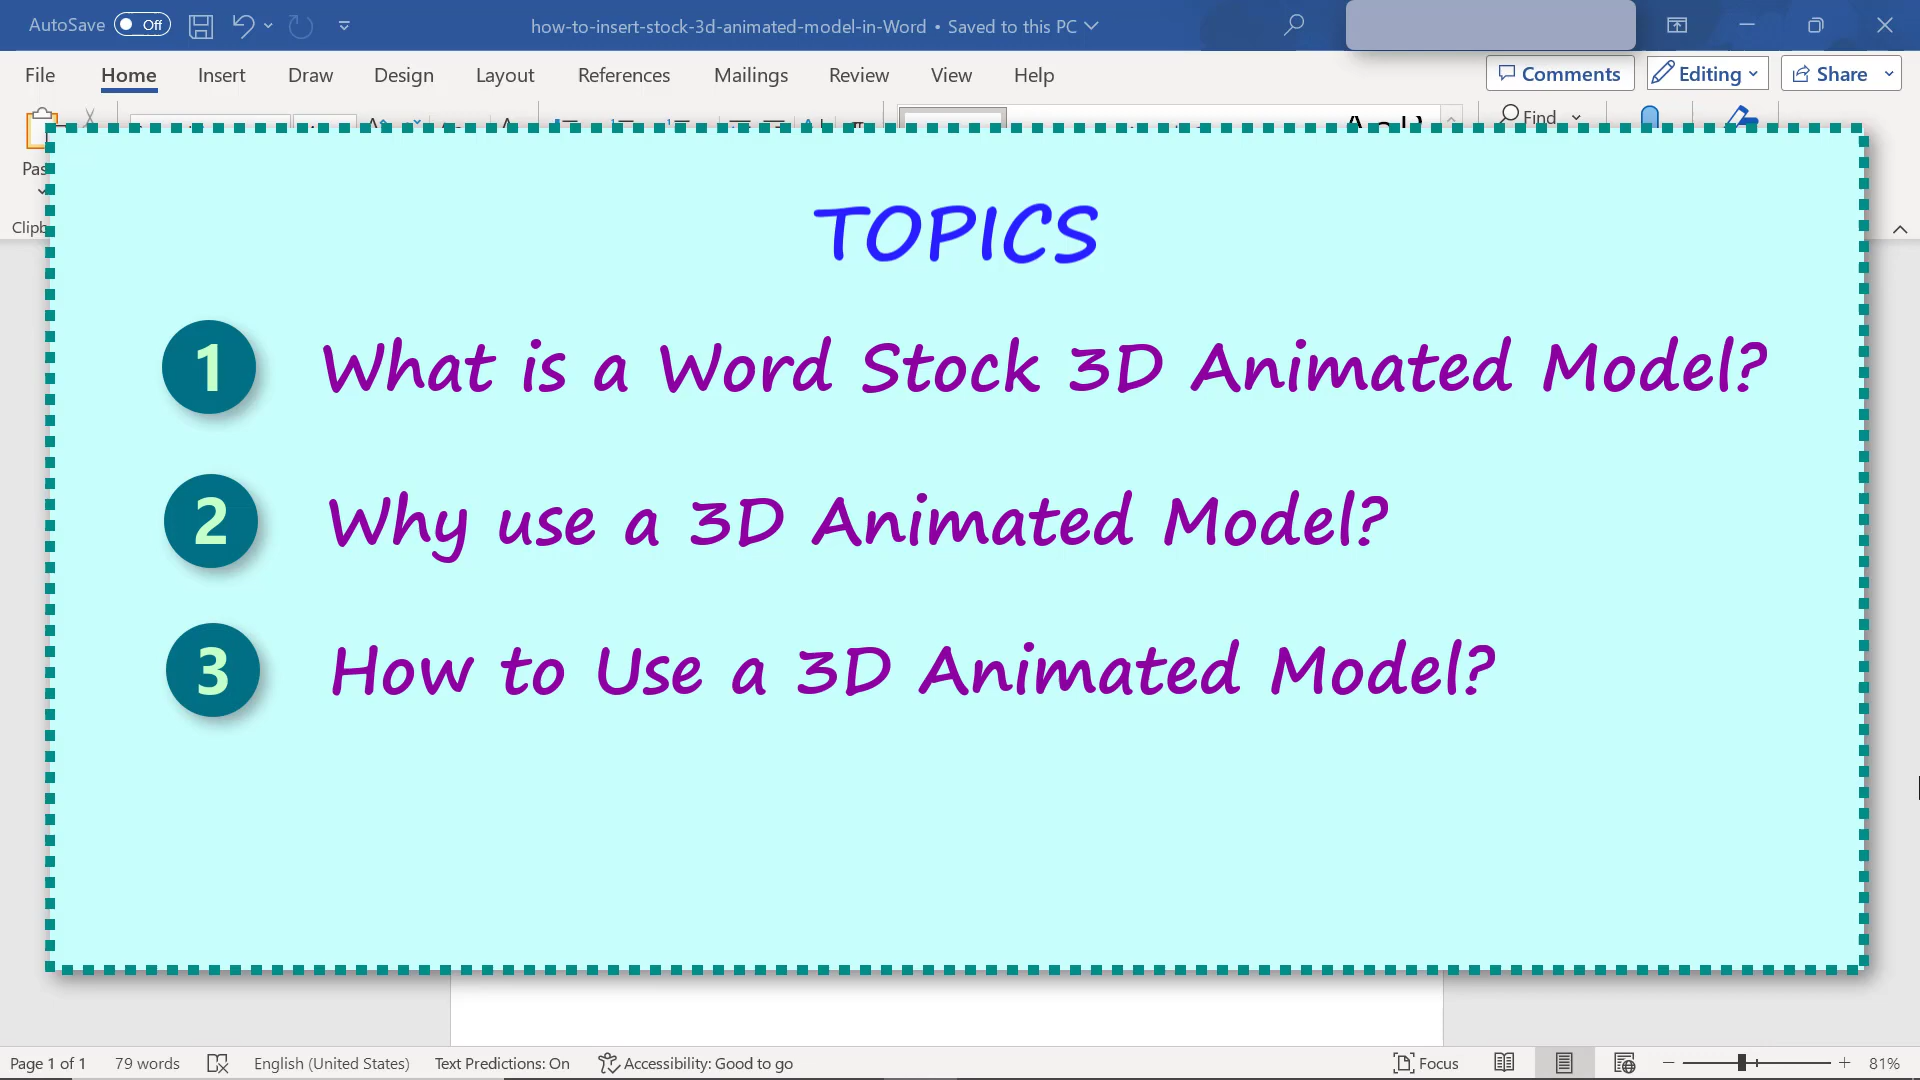 AutoSave Off how-to-insert-stock-3d-animated-model-in-Word • Saved to this PC
File Home Insert Draw Design Layout References Mailings Review View Help Comments Editing Share
Find
TOPICS
1 What is a Word Stock 3D Animated Model?
2 Why use a 3D Animated Model?
3 How to Use a 3D Animated Model?
Page 1 of 1 79 words English (United States) Text Predictions: On Accessibility: Good to go Focus 81%